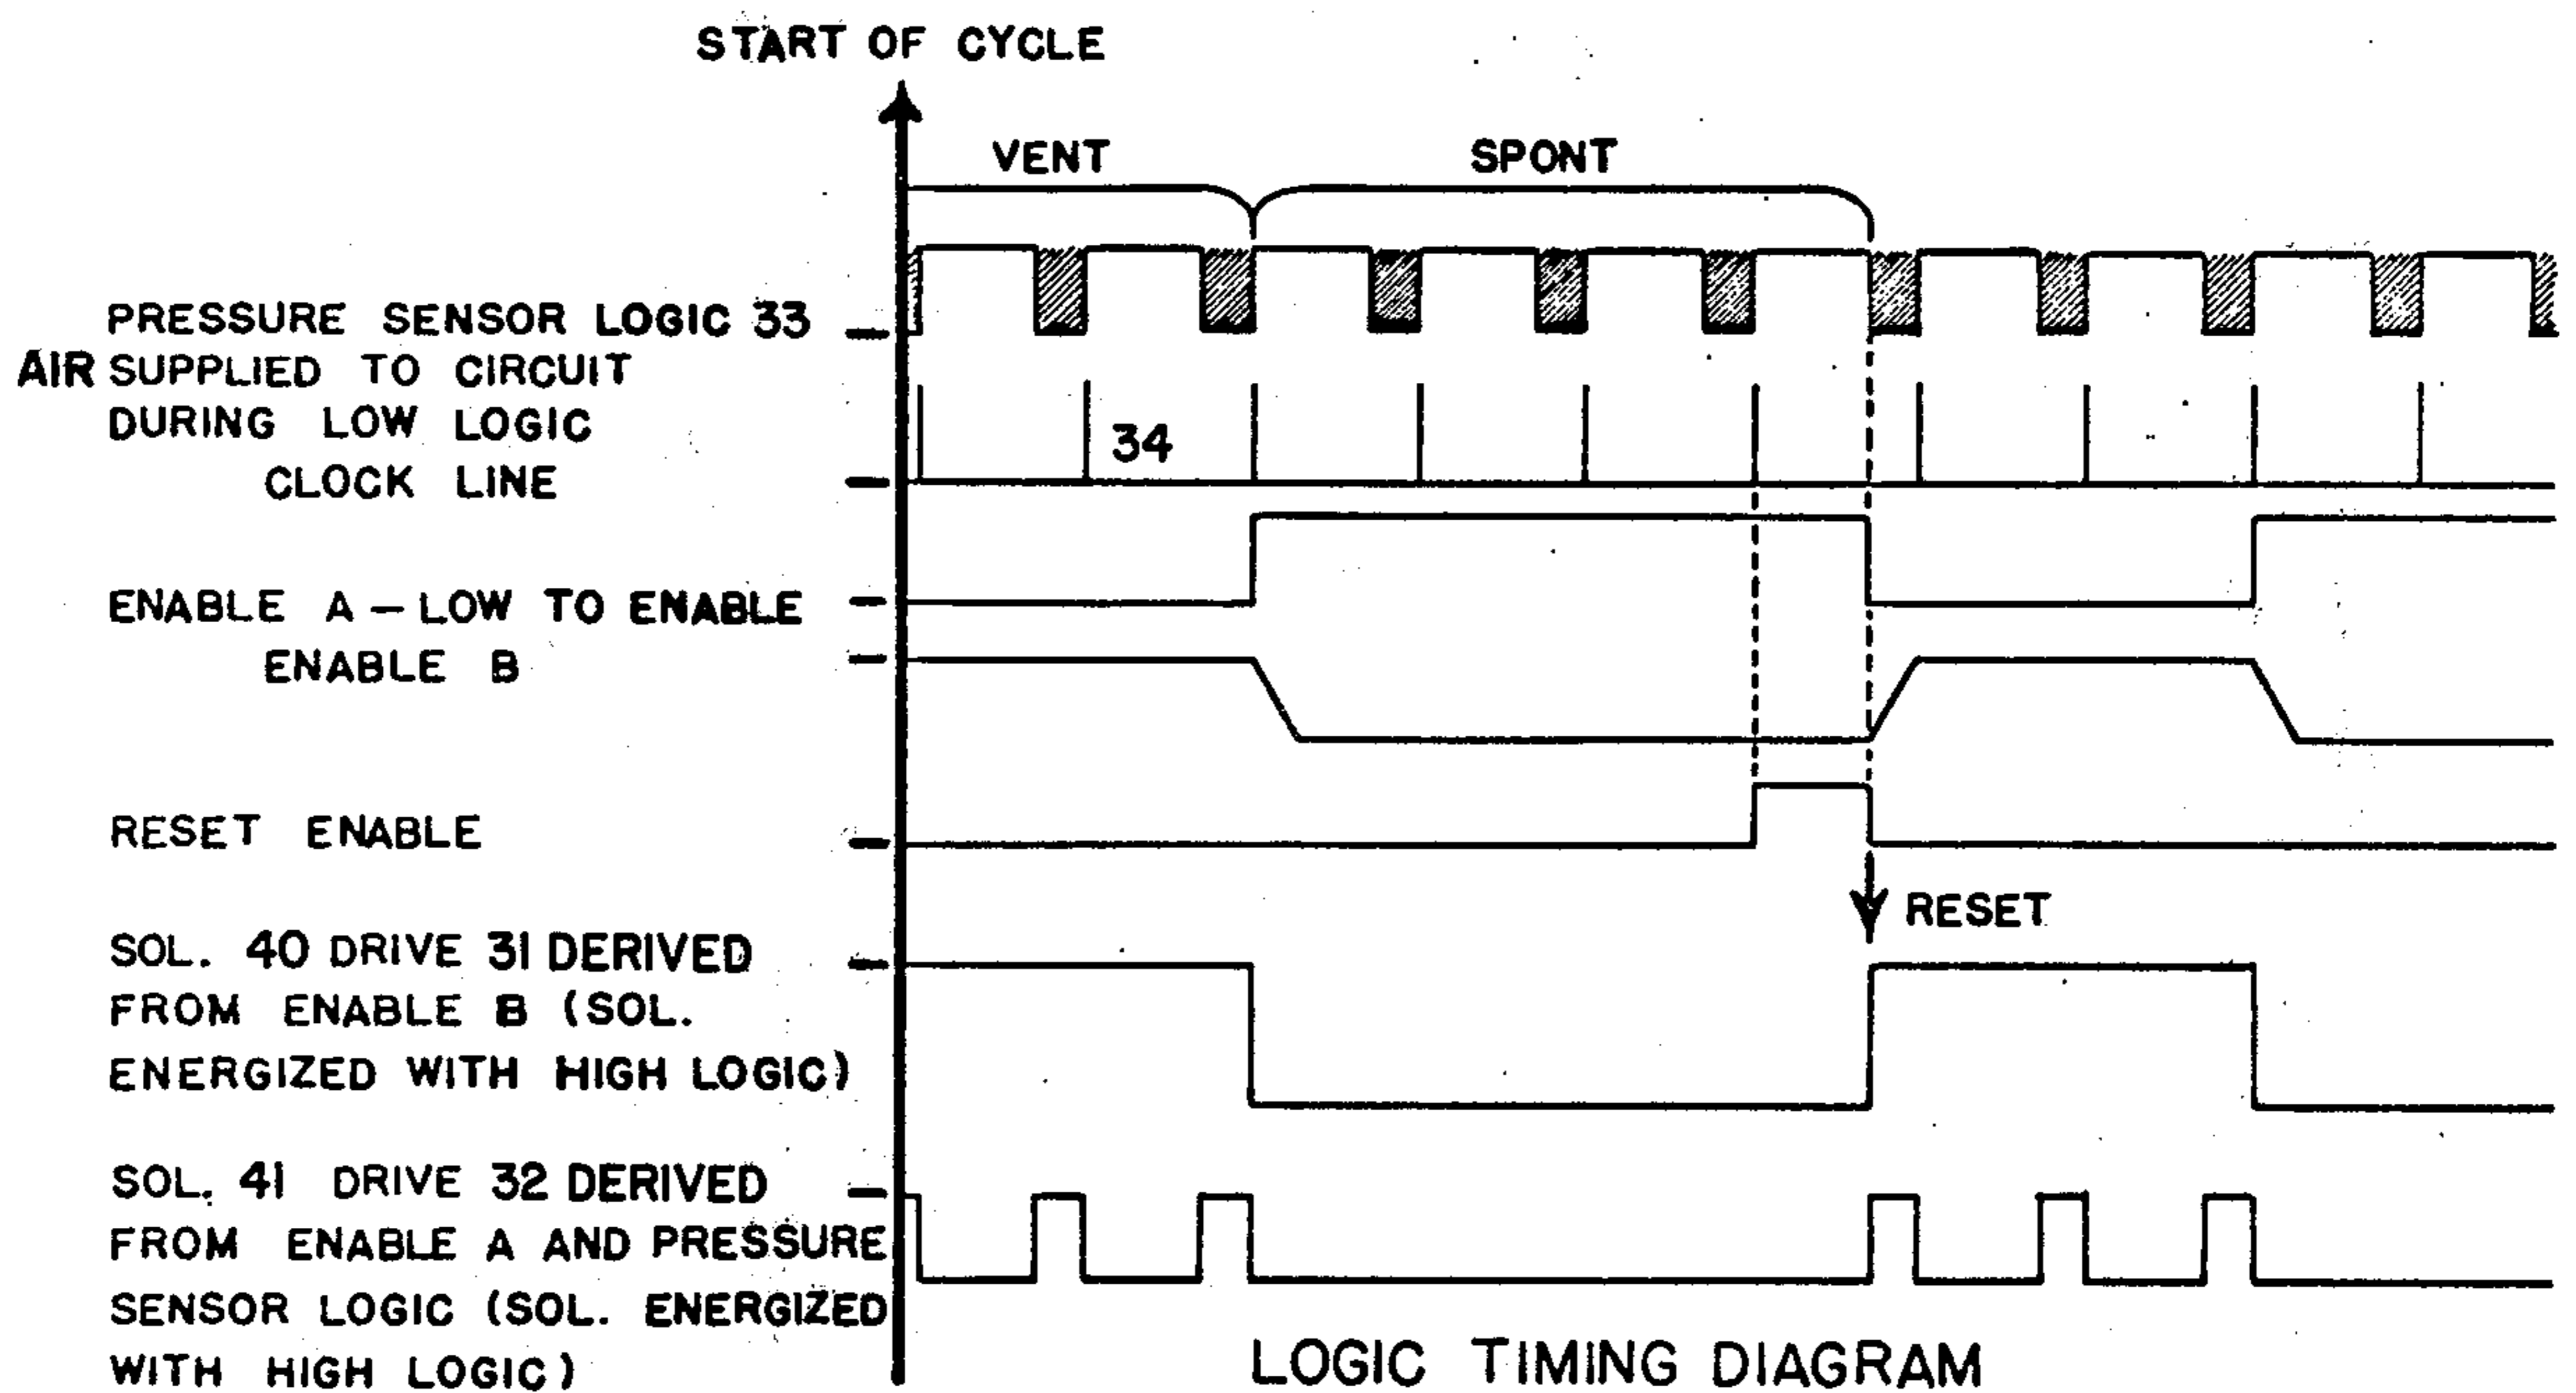 START OF CYCLE
VENT
SPONT
PRESSURE SENSOR LOGIC 33
AIR SUPPLIED TO CIRCUIT
DURING LOW LOGIC
34
CLOCK LINE
ENABLE A – LOW TO ENABLE
ENABLE B
RESET ENABLE
RESET
SOL. 40 DRIVE 31 DERIVED
FROM ENABLE B (SOL.
ENERGIZED WITH HIGH LOGIC)
SOL. 41 DRIVE 32 DERIVED
FROM ENABLE A AND PRESSURE
SENSOR LOGIC (SOL. ENERGIZED
WITH HIGH LOGIC)
LOGIC TIMING DIAGRAM